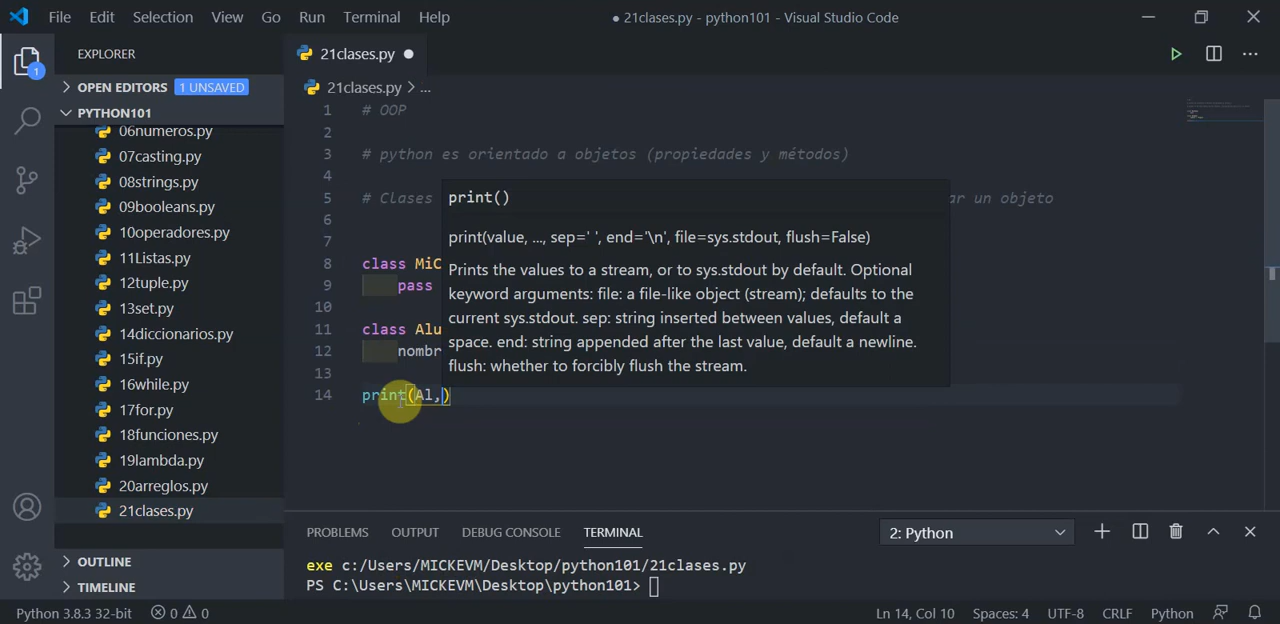 File Edit Selection View Go Run Terminal Help ● 21clases.py - python101 - Visual Studio Code
EXPLORER
OPEN EDITORS 1 UNSAVED
PYTHON101
06numeros.py
07casting.py
08strings.py
09booleans.py
10operadores.py
11Listas.py
12tuple.py
13set.py
14diccionarios.py
15if.py
16while.py
17for.py
18funciones.py
19lambda.py
20arreglos.py
21clases.py
OUTLINE
TIMELINE
1
21clases.py
21clases.py > ...
1 # OOP
2
3 # python es orientado a objetos (propiedades y métodos)
4
5 # Clases ar un objeto
6
7
8 class MiC
9 pass
10
11 class Alu
12 nombr
13
14 print(Al,)
print()
print(value, ..., sep=' ', end='\n', file=sys.stdout, flush=False)
Prints the values to a stream, or to sys.stdout by default. Optional
keyword arguments: file: a file-like object (stream); defaults to the
current sys.stdout. sep: string inserted between values, default a
space. end: string appended after the last value, default a newline.
flush: whether to forcibly flush the stream.
PROBLEMS OUTPUT DEBUG CONSOLE TERMINAL 2: Python
exe c:/Users/MICKEVM/Desktop/python101/21clases.py
PS C:\Users\MICKEVM\Desktop\python101>
Python 3.8.3 32-bit 0 0 Ln 14, Col 10 Spaces: 4 UTF-8 CRLF Python